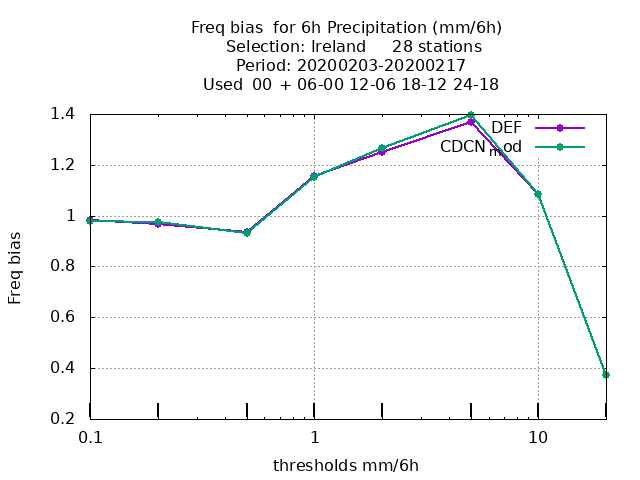 Freq bias  for 6h Precipitation (mm/6h)
Selection: Ireland     28 stations
Period: 20200203-20200217
Used  00  + 06-00 12-06 18-12 24-18
1.4
DEF
CDCNmod
1.2
1
0.8
0.6
0.4
0.2
Freq bias
0.1
1
10
thresholds mm/6h